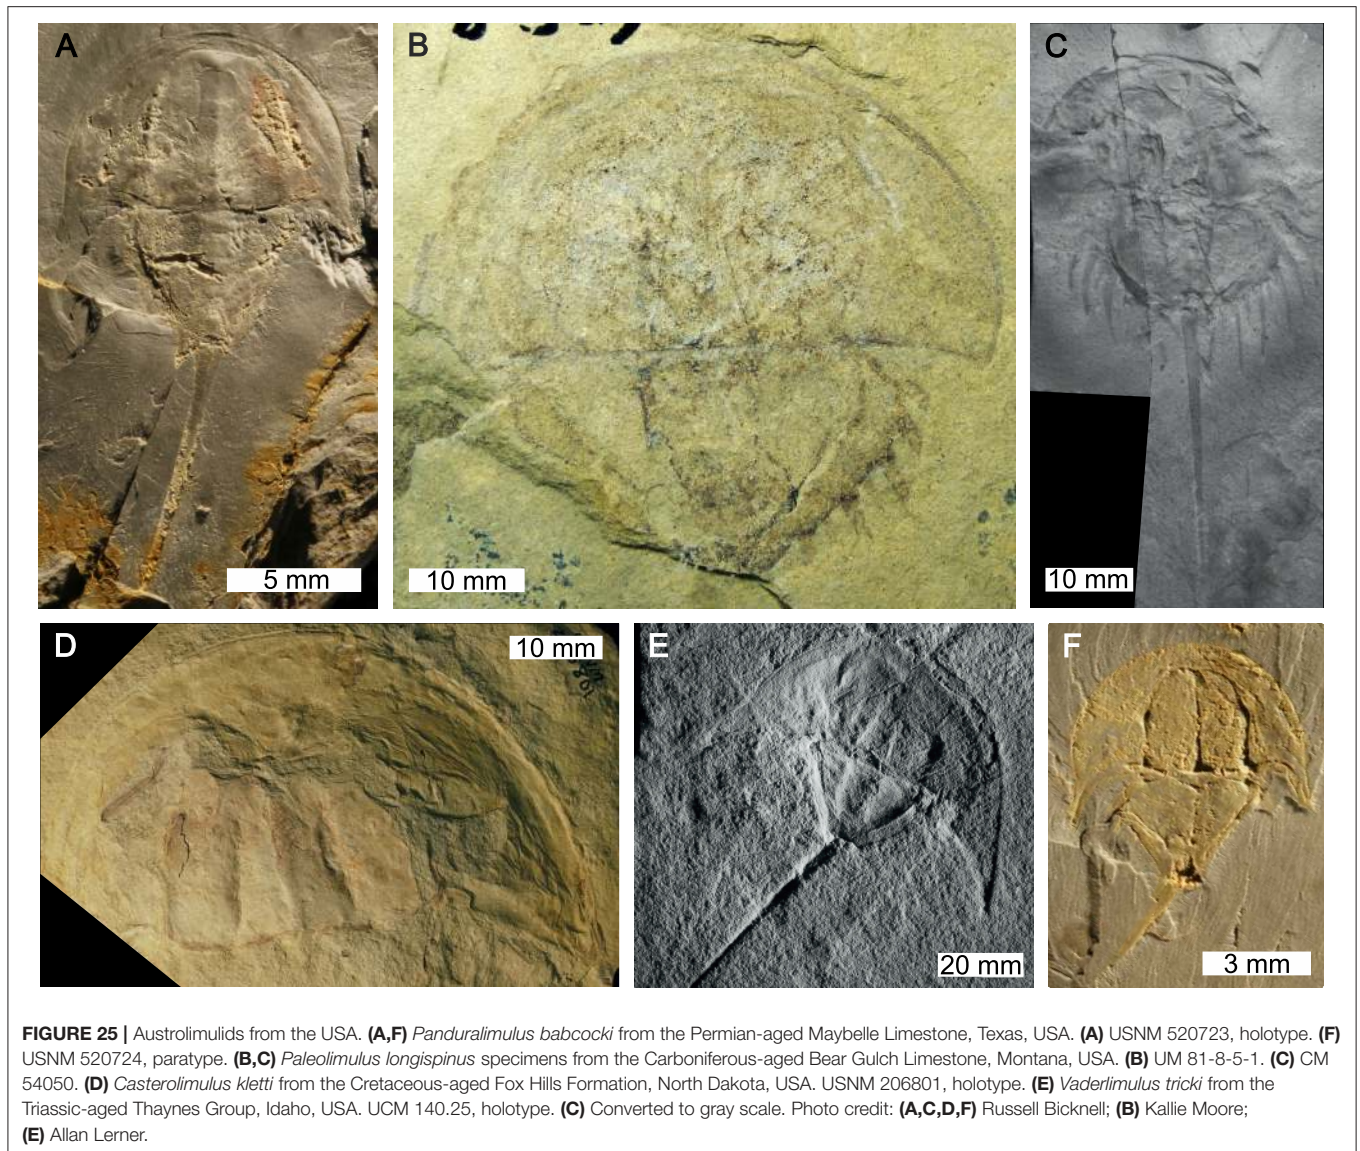 A
B
C
5 mm
10 mm
10 mm
D
10 mm
E
F
20 mm
3 mm
FIGURE 25 | Austrolimulids from the USA. (A,F) Panduralimulus babcocki from the Permian-aged Maybelle Limestone, Texas, USA. (A) USNM 520723, holotype. (F)
USNM 520724, paratype. (B,C) Paleolimulus longispinus specimens from the Carboniferous-aged Bear Gulch Limestone, Montana, USA. (B) UM 81-8-5-1. (C) CM
54050. (D) Casterolimulus kletti from the Cretaceous-aged Fox Hills Formation, North Dakota, USA. USNM 206801, holotype. (E) Vaderlimulus tricki from the
Triassic-aged Thaynes Group, Idaho, USA. UCM 140.25, holotype. (C) Converted to gray scale. Photo credit: (A,C,D,F) Russell Bicknell; (B) Kallie Moore;
(E) Allan Lerner.